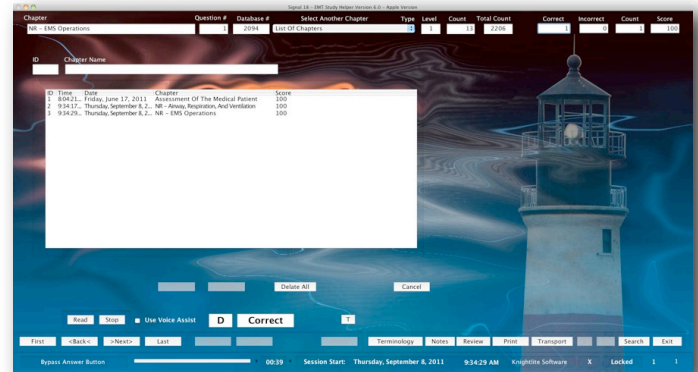 Signal 16 - EMT Study Helper Version 6.0 - Apple Version
Chapter Question # Database # Select Another Chapter Type Level Count Total Count Correct Incorrect Count Score
NR - EMS Operations 1 2094 List Of Chapters 1 13 2206 1 0 1 100
ID Chapter Name
ID Time Date Chapter Score
1 8:04:21... Friday, June 17, 2011 Assessment Of The Medical Patient 100
2 9:34:17... Thursday, September 8, 2... NR - Airway, Respiration, And Ventilation 100
3 9:34:29... Thursday, September 8, 2... NR - EMS Operations 100
Delate All Cancel
Read Stop Use Voice Assist D Correct T
First <Back< >Next> Last Terminology Notes Review Print Transport Search Exit
Bypass Answer Button 00:39 Session Start: Thursday, September 8, 2011 9:34:29 AM Knightlite Software X Locked 1 1